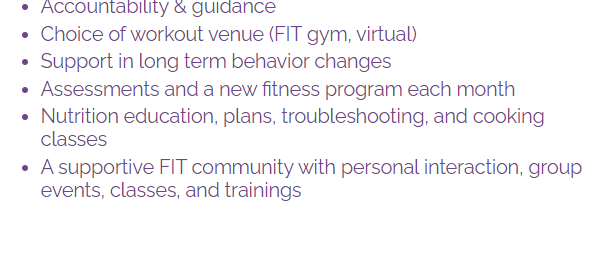 • Accountability & guidance
• Choice of workout venue (FIT gym, virtual)
• Support in long term behavior changes
• Assessments and a new fitness program each month
• Nutrition education, plans, troubleshooting, and cooking
classes
• A supportive FIT community with personal interaction, group
events, classes, and trainings